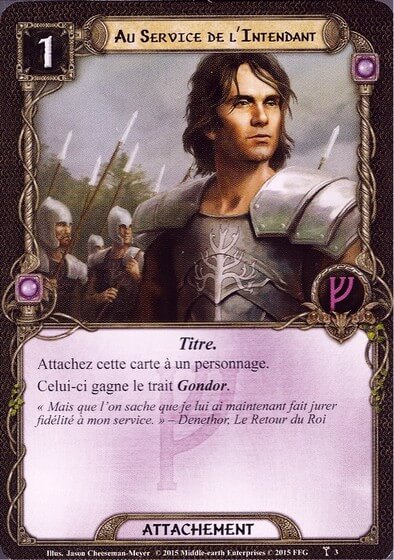 1
Au Service de l'Intendant
Titre.
Attachez cette carte à un personnage.
Celui-ci gagne le trait Gondor.
« Mais que l'on sache que je lui ai maintenant fait jurer
fidélité à mon service. » – Denethor, Le Retour du Roi
ATTACHEMENT
Illus. Jason Cheeseman-Meyer © 2015 Middle-earth Enterprises © 2015 FFG 3